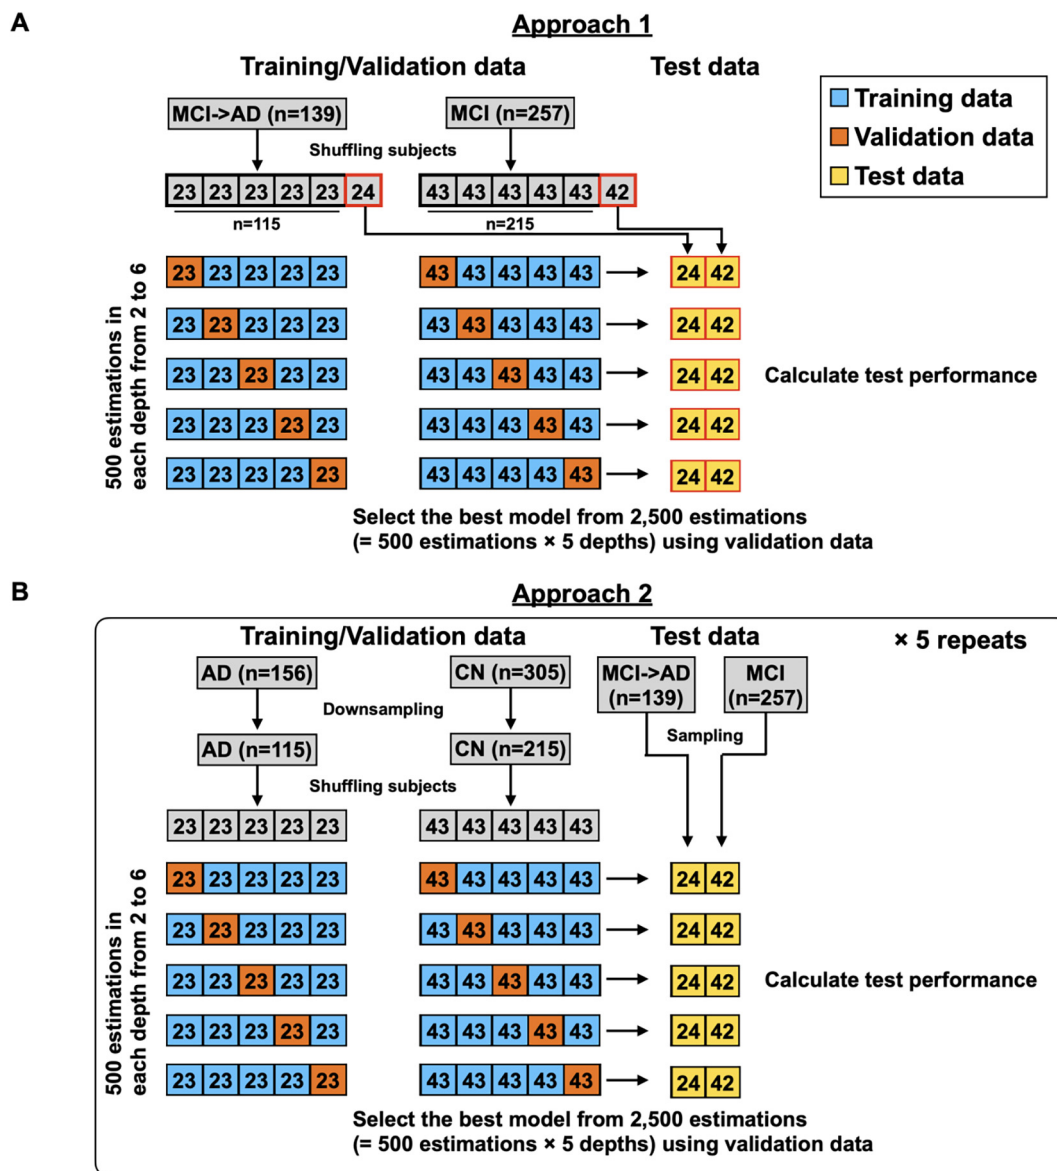 A
Approach 1
Training/Validation data
Test data
Training data
Validation data
Test data
MCI->AD (n=139)
MCI (n=257)
Shuffling subjects
23 23 23 23 23 24
43 43 43 43 43 42
n=115
n=215
500 estimations in
each depth from 2 to 6
23 23 23 23 23 43 43 43 43 43 24 42
23 23 23 23 23 43 43 43 43 43 24 42
23 23 23 23 23 43 43 43 43 43 24 42
Calculate test performance
23 23 23 23 23 43 43 43 43 43 24 42
23 23 23 23 23 43 43 43 43 43 24 42
Select the best model from 2,500 estimations
(= 500 estimations × 5 depths) using validation data
B
Approach 2
Training/Validation data
Test data
× 5 repeats
AD (n=156)
CN (n=305)
MCI->AD
(n=139)
MCI
(n=257)
Downsampling
Sampling
AD (n=115)
CN (n=215)
Shuffling subjects
23 23 23 23 23
43 43 43 43 43
500 estimations in
each depth from 2 to 6
23 23 23 23 23 43 43 43 43 43 24 42
23 23 23 23 23 43 43 43 43 43 24 42
23 23 23 23 23 43 43 43 43 43 24 42
Calculate test performance
23 23 23 23 23 43 43 43 43 43 24 42
23 23 23 23 23 43 43 43 43 43 24 42
Select the best model from 2,500 estimations
(= 500 estimations × 5 depths) using validation data